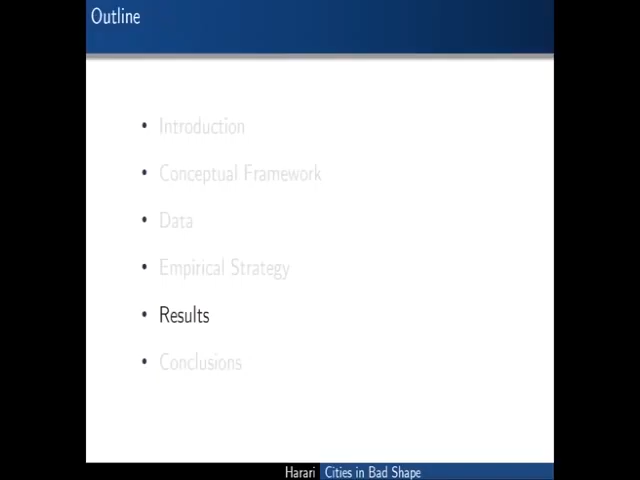 Outline
• Introduction
• Conceptual Framework
• Data
• Empirical Strategy
• Results
• Conclusions
Harari Cities in Bad Shape